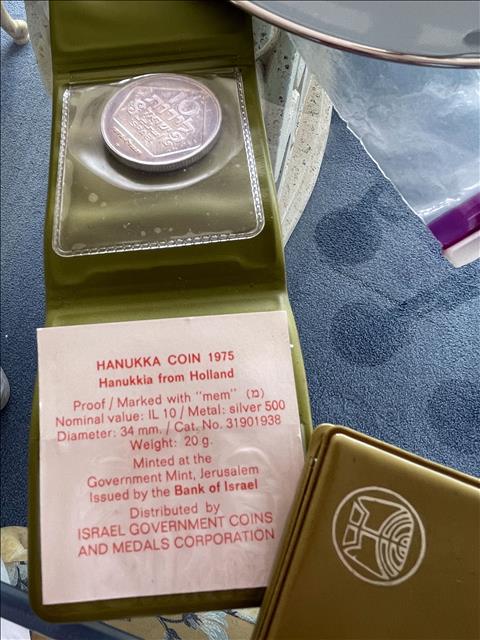 HANUKKA COIN 1975
Hanukkia from Holland
Proof / Marked with "mem" (מ)
Nominal value: IL 10 / Metal: silver 500
Diameter: 34 mm. / Cat. No. 31901938
Weight: 20 g.
Minted at the
Government Mint, Jerusalem
Issued by the Bank of Israel
Distributed by
ISRAEL GOVERNMENT COINS
AND MEDALS CORPORATION